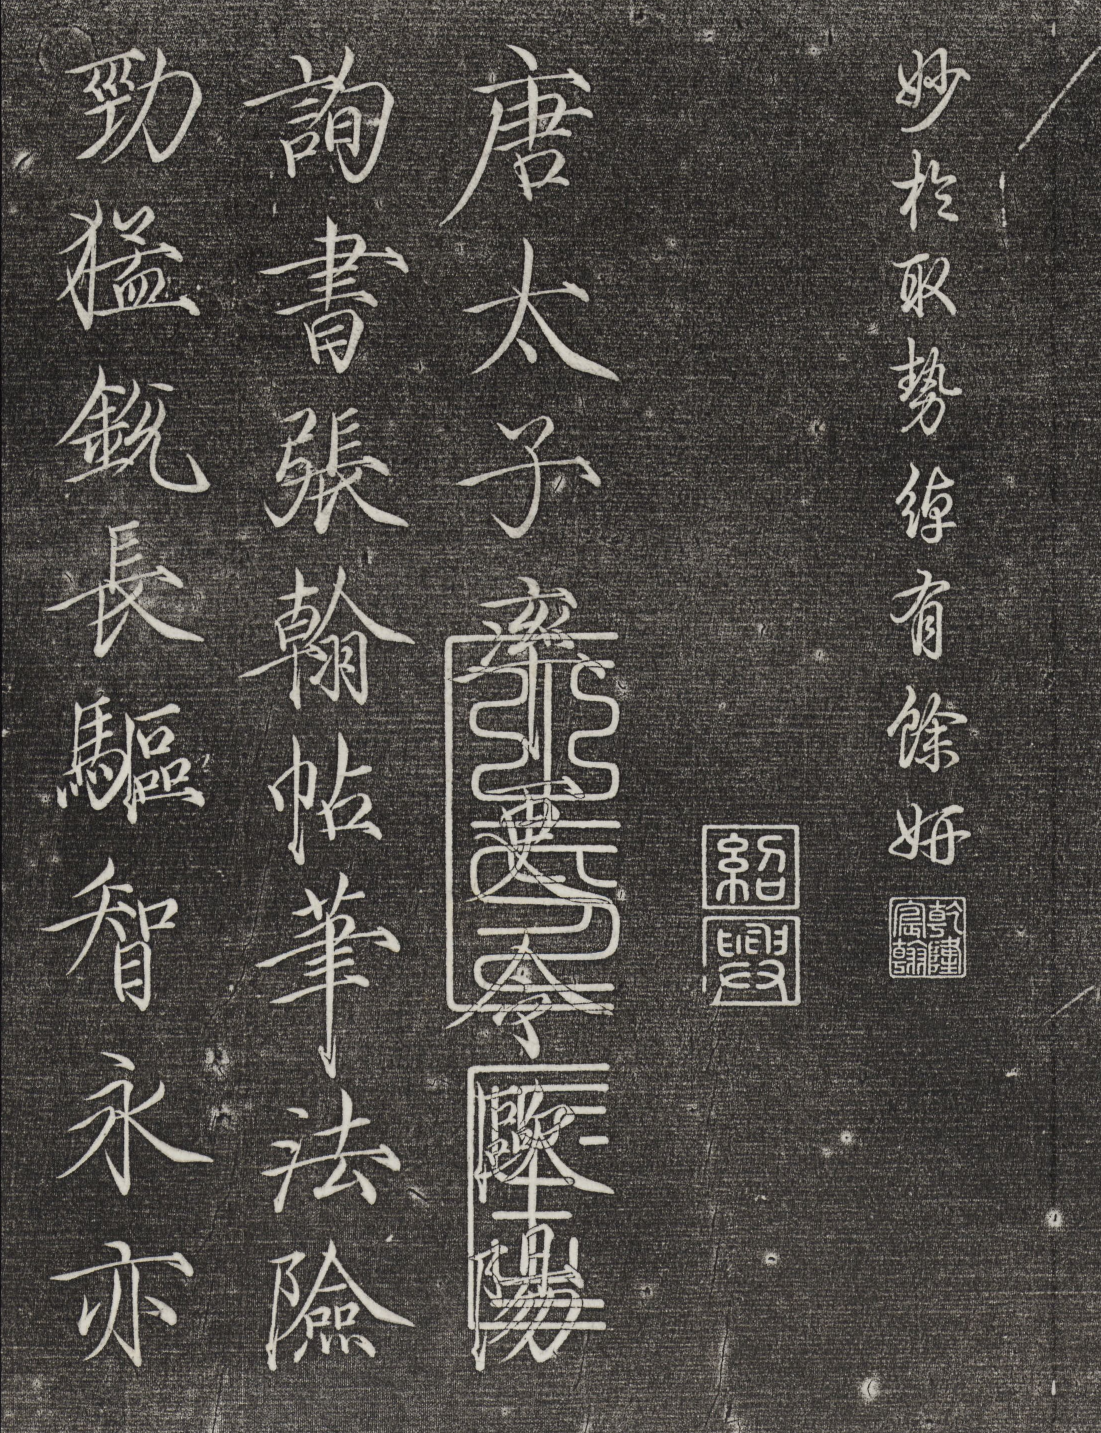 妙於取勢綽有餘妍
乾隆
宸翰
紹興
唐太子率更令歐陽
詢書張翰帖筆法險
勁猛銳長驅智永亦